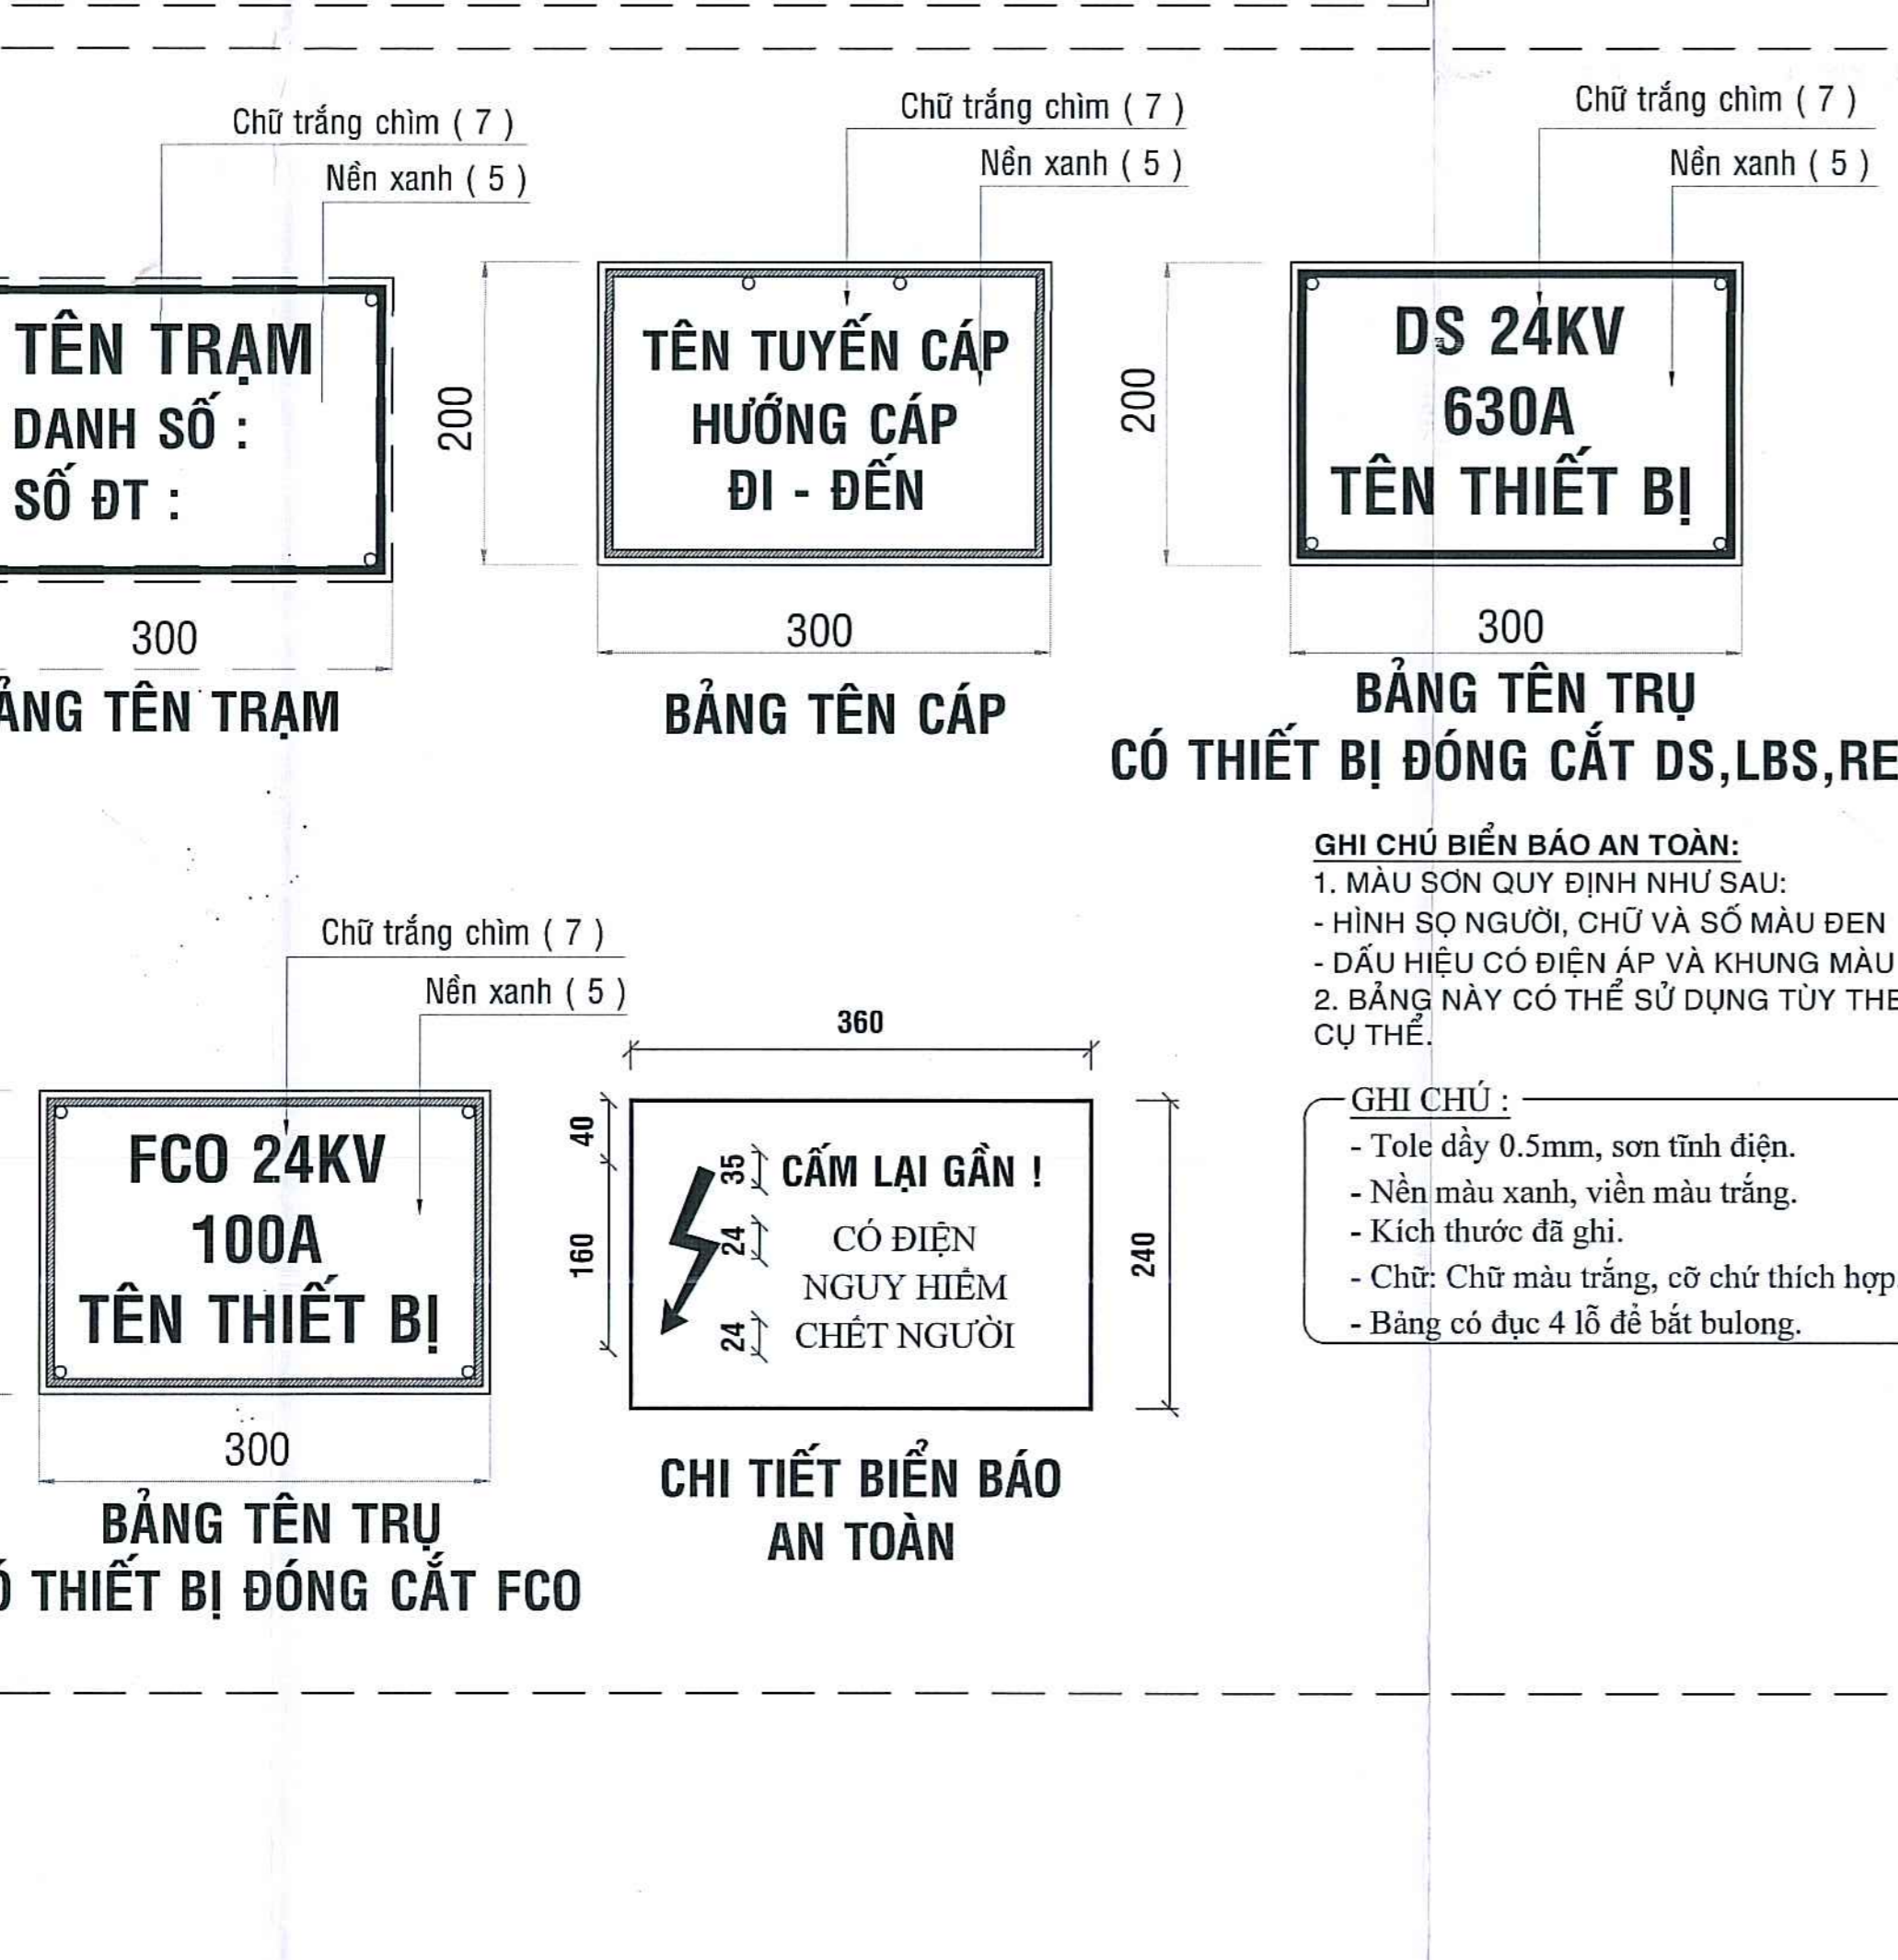 Chữ trắng chìm ( 7 )
Nền xanh ( 5 )
TÊN TRẠM
DANH SỐ :
SỐ ĐT :
300
ẢNG TÊN TRẠM
Chữ trắng chìm ( 7 )
Nền xanh ( 5 )
200
TÊN TUYẾN CÁP
HƯỚNG CÁP
ĐI - ĐẾN
300
BẢNG TÊN CÁP
Chữ trắng chìm ( 7 )
Nền xanh ( 5 )
200
DS 24KV
630A
TÊN THIẾT BỊ
300
BẢNG TÊN TRỤ
CÓ THIẾT BỊ ĐÓNG CẮT DS,LBS,RE
GHI CHÚ BIỂN BÁO AN TOÀN:
1. MÀU SƠN QUY ĐỊNH NHƯ SAU:
- HÌNH SỌ NGƯỜI, CHỮ VÀ SỐ MÀU ĐEN
- DẤU HIỆU CÓ ĐIỆN ÁP VÀ KHUNG MÀU
2. BẢNG NÀY CÓ THỂ SỬ DỤNG TÙY THE
CỤ THỂ.
Chữ trắng chìm ( 7 )
Nền xanh ( 5 )
FCO 24KV
100A
TÊN THIẾT BỊ
300
BẢNG TÊN TRỤ
Ó THIẾT BỊ ĐÓNG CẮT FCO
360
40
160
35
CẤM LẠI GẦN !
24
CÓ ĐIỆN
NGUY HIỂM
24
CHẾT NGƯỜI
240
CHI TIẾT BIỂN BÁO
AN TOÀN
GHI CHÚ :
- Tole dầy 0.5mm, sơn tĩnh điện.
- Nền màu xanh, viền màu trắng.
- Kích thước đã ghi.
- Chữ: Chữ màu trắng, cỡ chứ thích hợp.
- Bảng có đục 4 lỗ để bắt bulong.